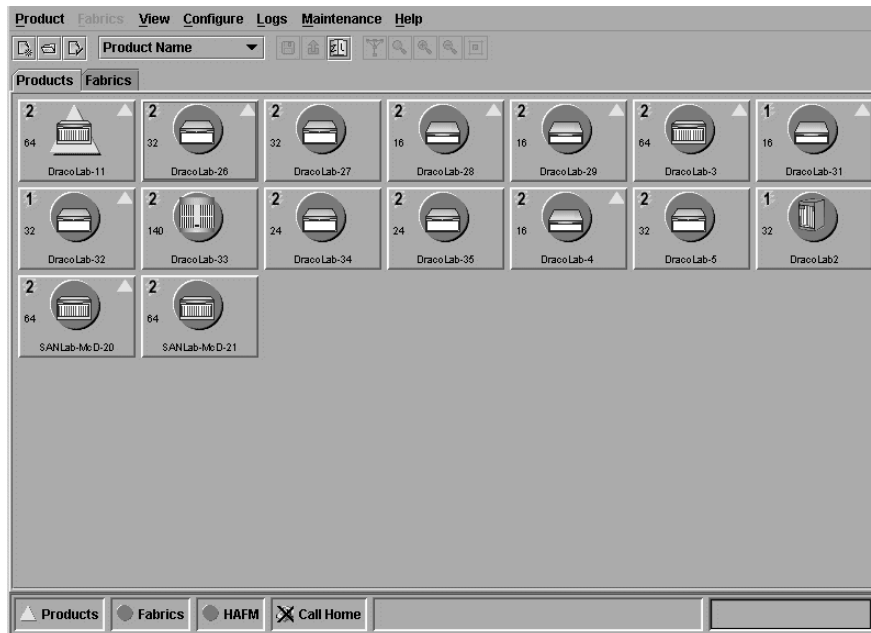 Product Fabrics View Configure Logs Maintenance Help
Product Name
Products Fabrics
2 2 2 2 2 2 1
64 32 32 16 16 64 16
DracoLab-11 DracoLab-26 DracoLab-27 DracoLab-28 DracoLab-29 DracoLab-3 DracoLab-31
1 2 2 2 2 2 1
32 140 24 24 16 32 32
DracoLab-32 DracoLab-33 DracoLab-34 DracoLab-35 DracoLab-4 DracoLab-5 DracoLab2
2 2
64 64
SANLab-McD-20 SANLab-McD-21
Products Fabrics HAFM Call Home